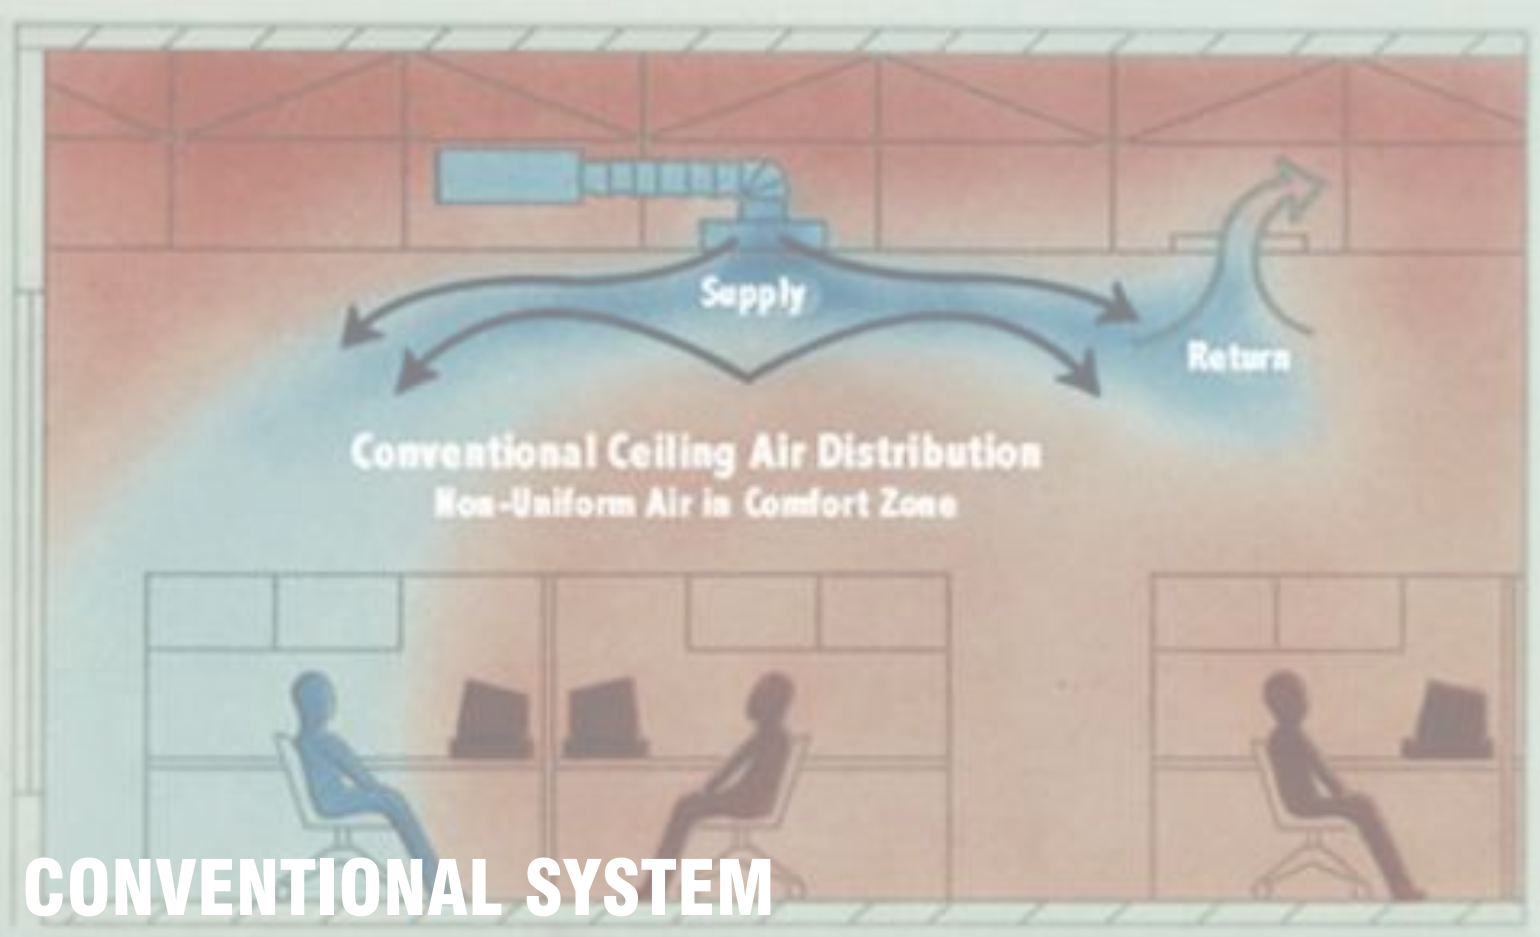 Supply
Return
Conventional Ceiling Air Distribution
Non-Uniform Air in Comfort Zone
CONVENTIONAL SYSTEM